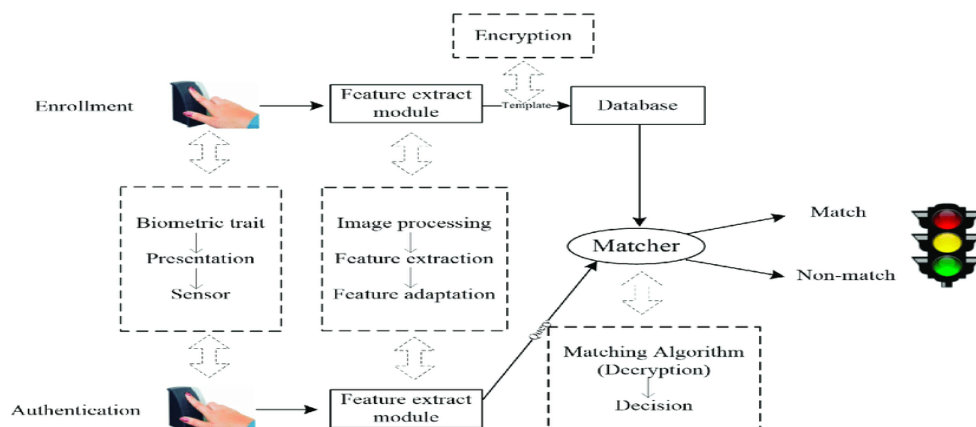 Encryption
Enrollment
Feature extract
module
Template
Database
Biometric trait
Presentation
Sensor
Image processing
Feature extraction
Feature adaptation
Matcher
Match
Non-match
Query
Matching Algorithm
(Decryption)
Decision
Authentication
Feature extract
module